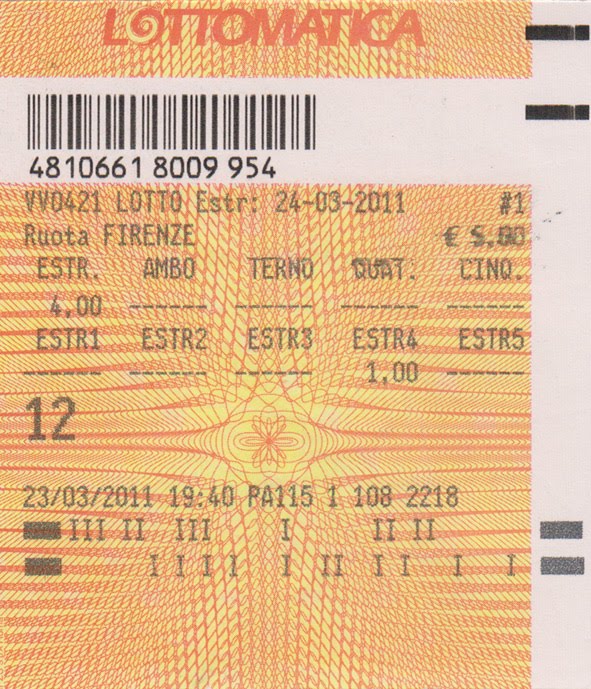 LOTTOMATICA
4810661 8009 954
VV0421 LOTTO Estr: 24-03-2011 #1
Ruota FIRENZE € 5.00
ESTR. AMBO TERNO QUAT. CINQ.
4,00
ESTR1 ESTR2 ESTR3 ESTR4 ESTR5
1,00
12
23/03/2011 19:40 PA115 1 108 2218